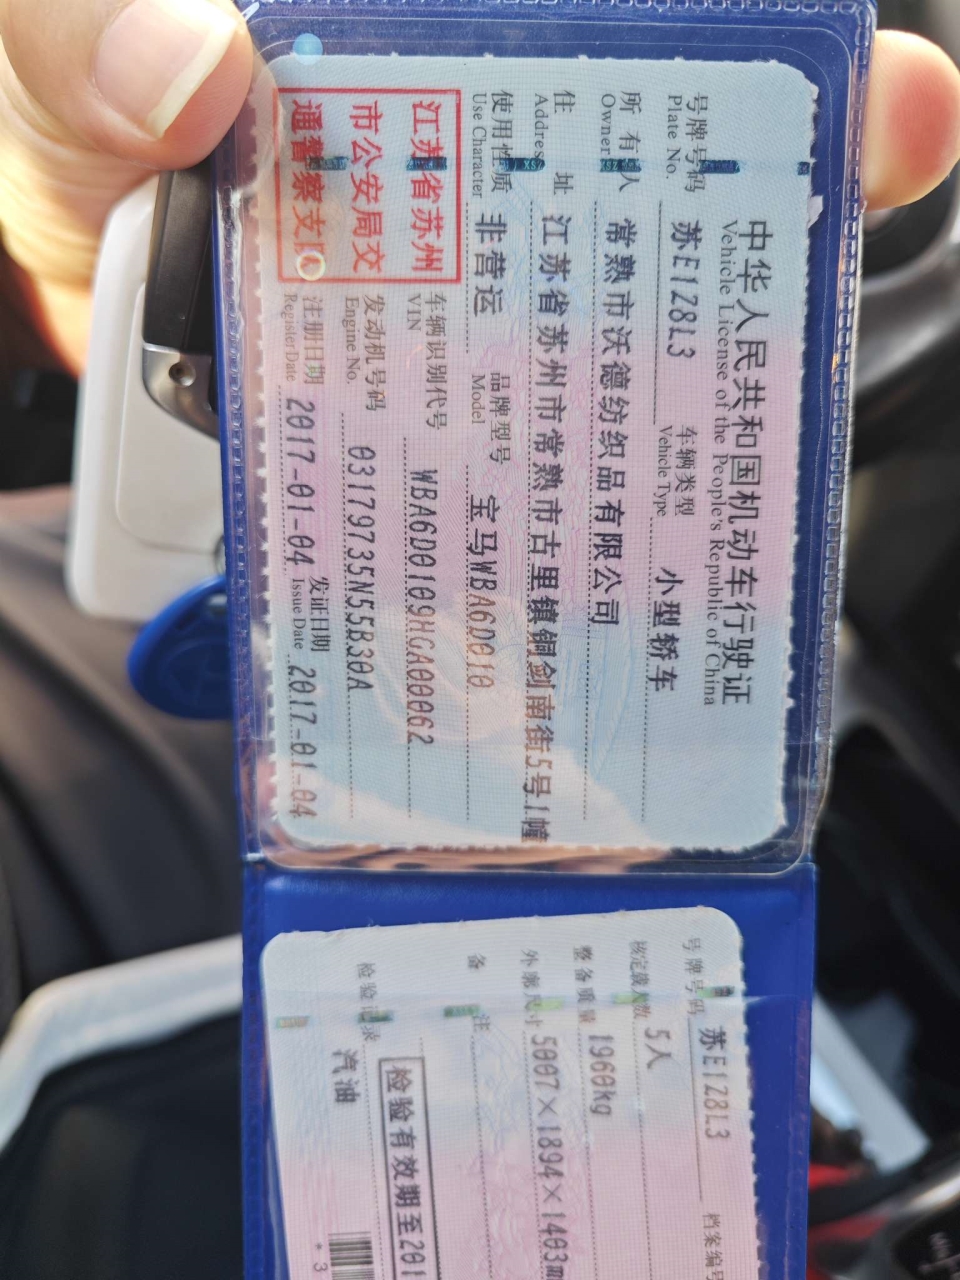 中华人民共和国机动车行驶证
Vehicle License of the People's Republic of China
号牌号码 苏E1Z8L3 车辆类型 小型轿车
Plate No. Vehicle Type
所有人 常熟市沃德纺织品有限公司
Owner
住 址 江苏省苏州市常熟市古里镇铜剑南街5号1幢
Address
使用性质 非营运 品牌型号 宝马WBA6D010
Use Character Model
江苏省苏州
市公安局交
通警察支队
车辆识别代号 WBA6D0109HGA00062
VIN
发动机号码 03179735N55B30A
Engine No.
注册日期 2017-01-04 发证日期 2017-01-04
Register Date Issue Date
号牌号码 苏E1Z8L3 档案编号
核定载人数 5人
整备质量 1960kg
外廓尺寸 5007×1894×1403m
备 注
检验有效期至201
检验记录 汽油